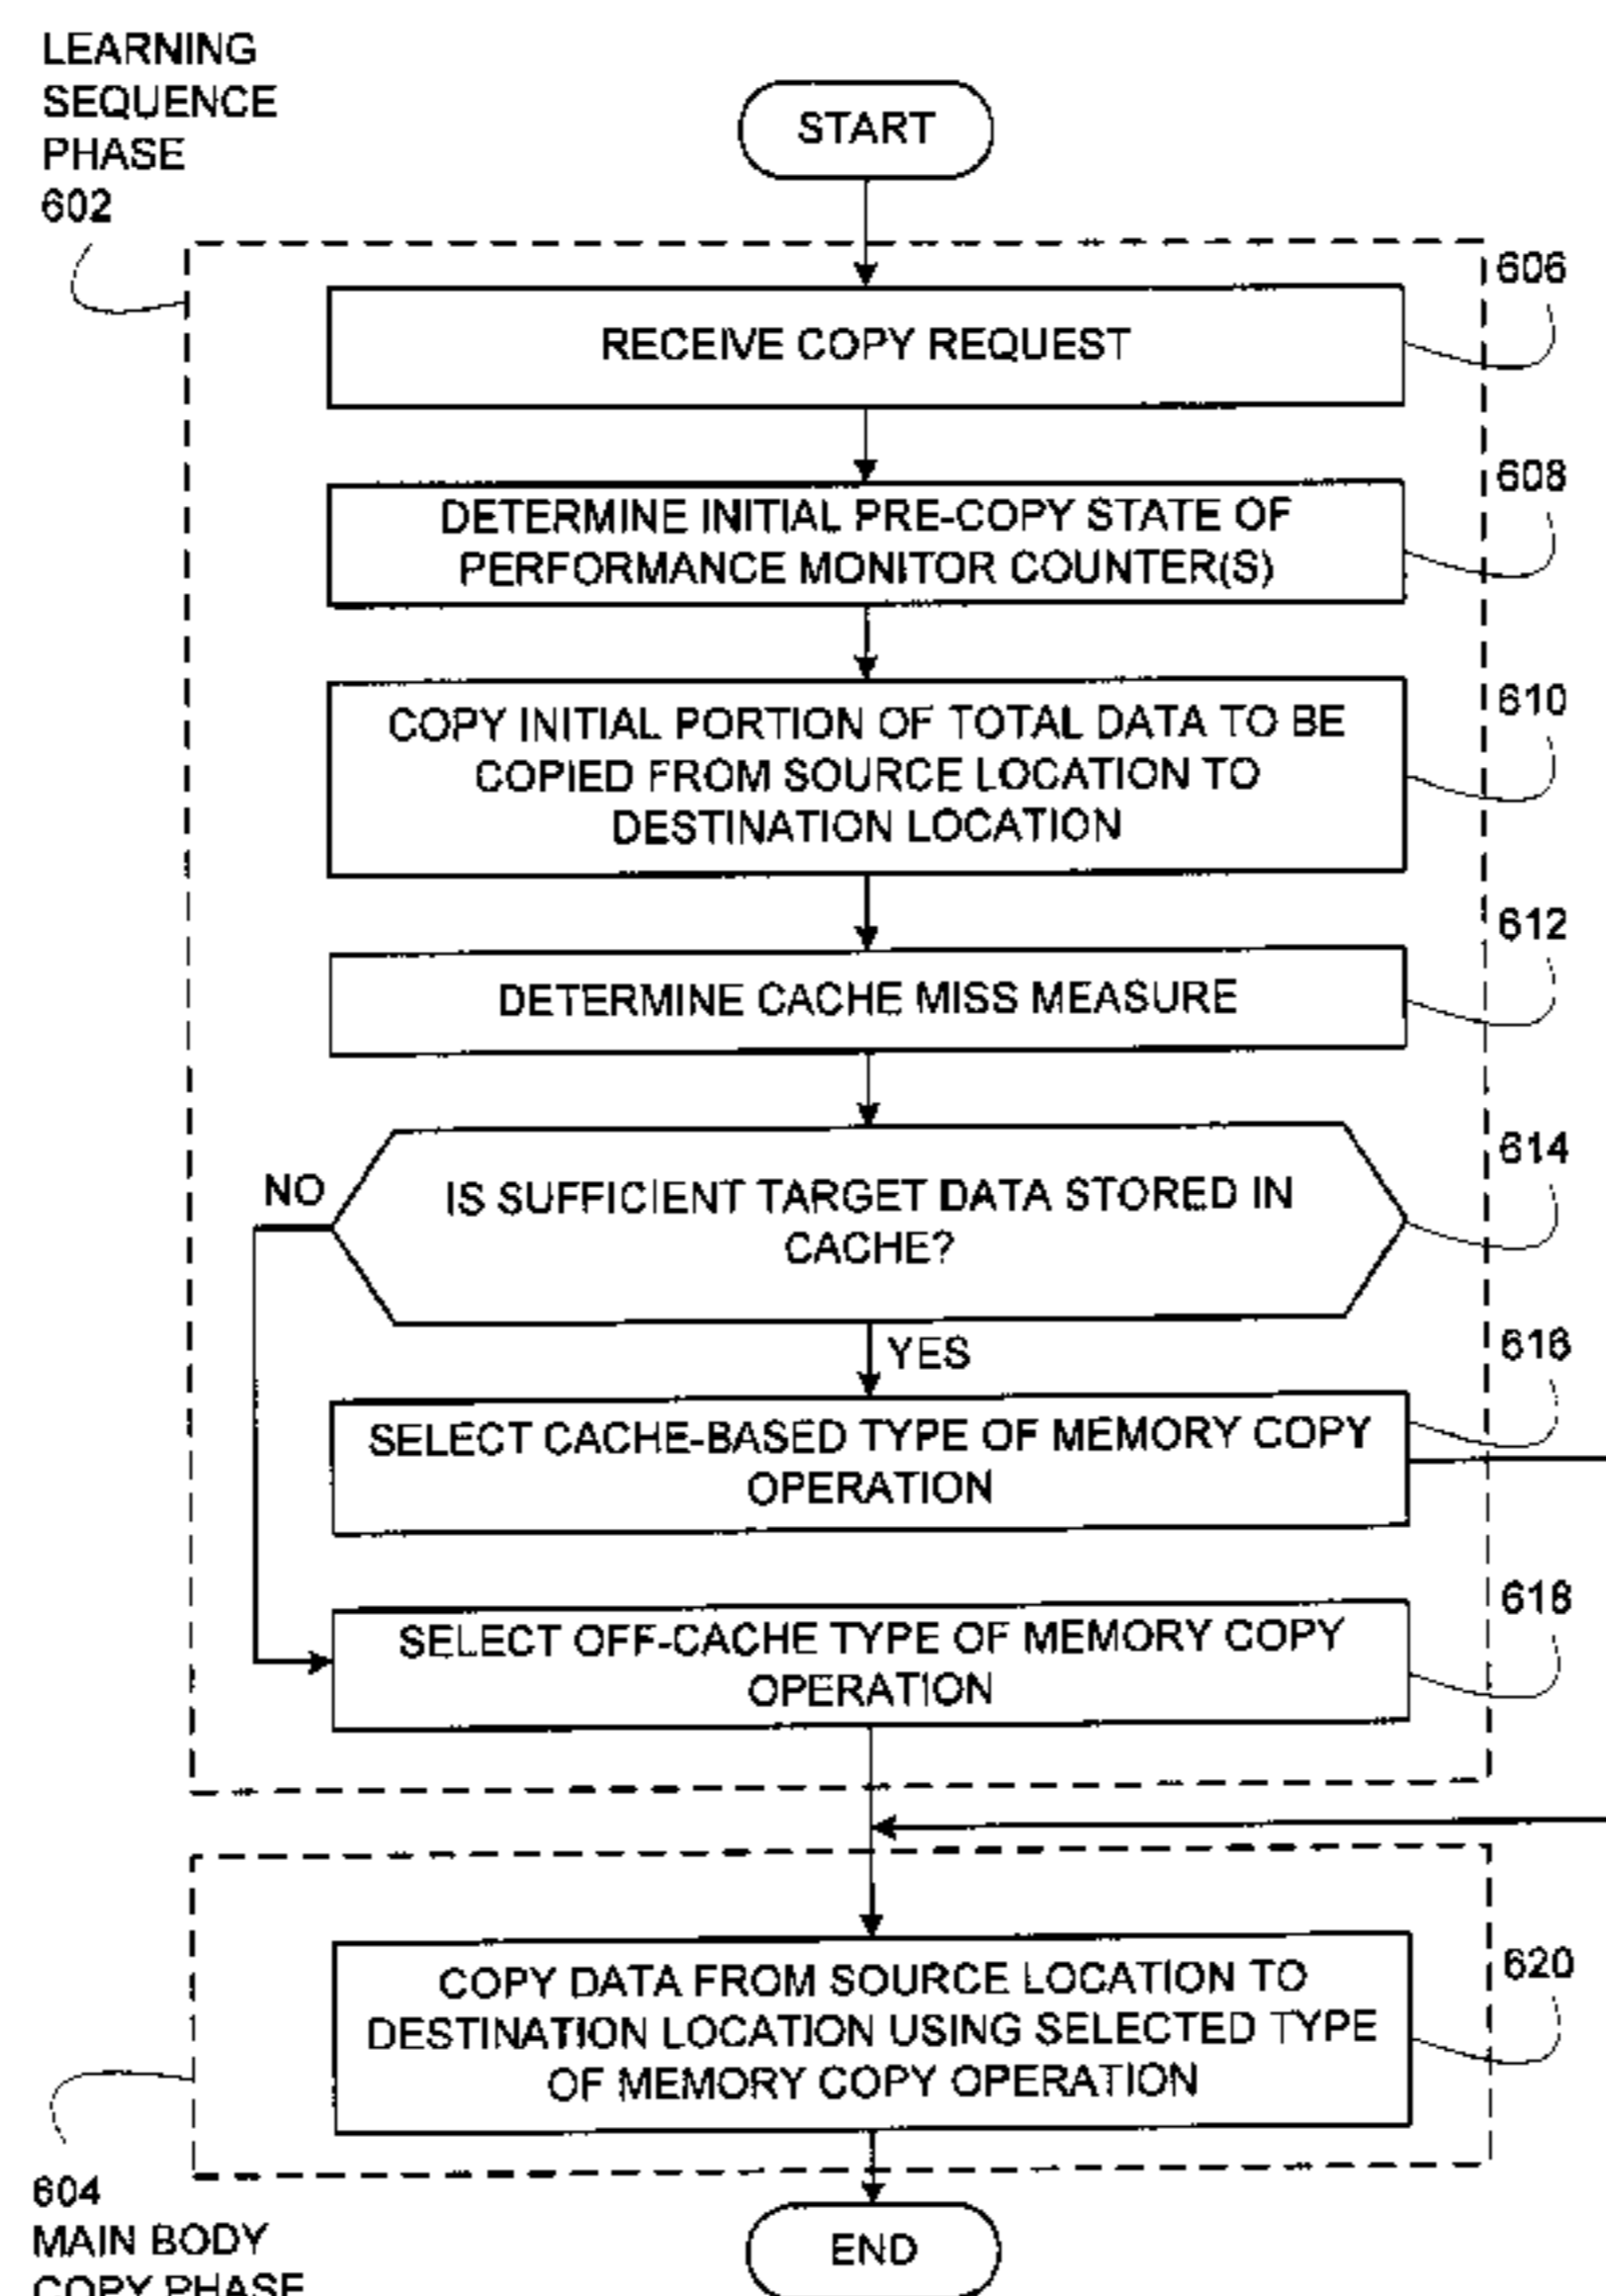 LEARNING
SEQUENCE
PHASE
602
START
606
RECEIVE COPY REQUEST
608
DETERMINE INITIAL PRE-COPY STATE OF
PERFORMANCE MONITOR COUNTER(S)
610
COPY INITIAL PORTION OF TOTAL DATA TO BE
COPIED FROM SOURCE LOCATION TO
DESTINATION LOCATION
612
DETERMINE CACHE MISS MEASURE
614
NO
IS SUFFICIENT TARGET DATA STORED IN
CACHE?
YES
616
SELECT CACHE-BASED TYPE OF MEMORY COPY
OPERATION
618
SELECT OFF-CACHE TYPE OF MEMORY COPY
OPERATION
620
COPY DATA FROM SOURCE LOCATION TO
DESTINATION LOCATION USING SELECTED TYPE
OF MEMORY COPY OPERATION
604
MAIN BODY
COPY PHASE
END